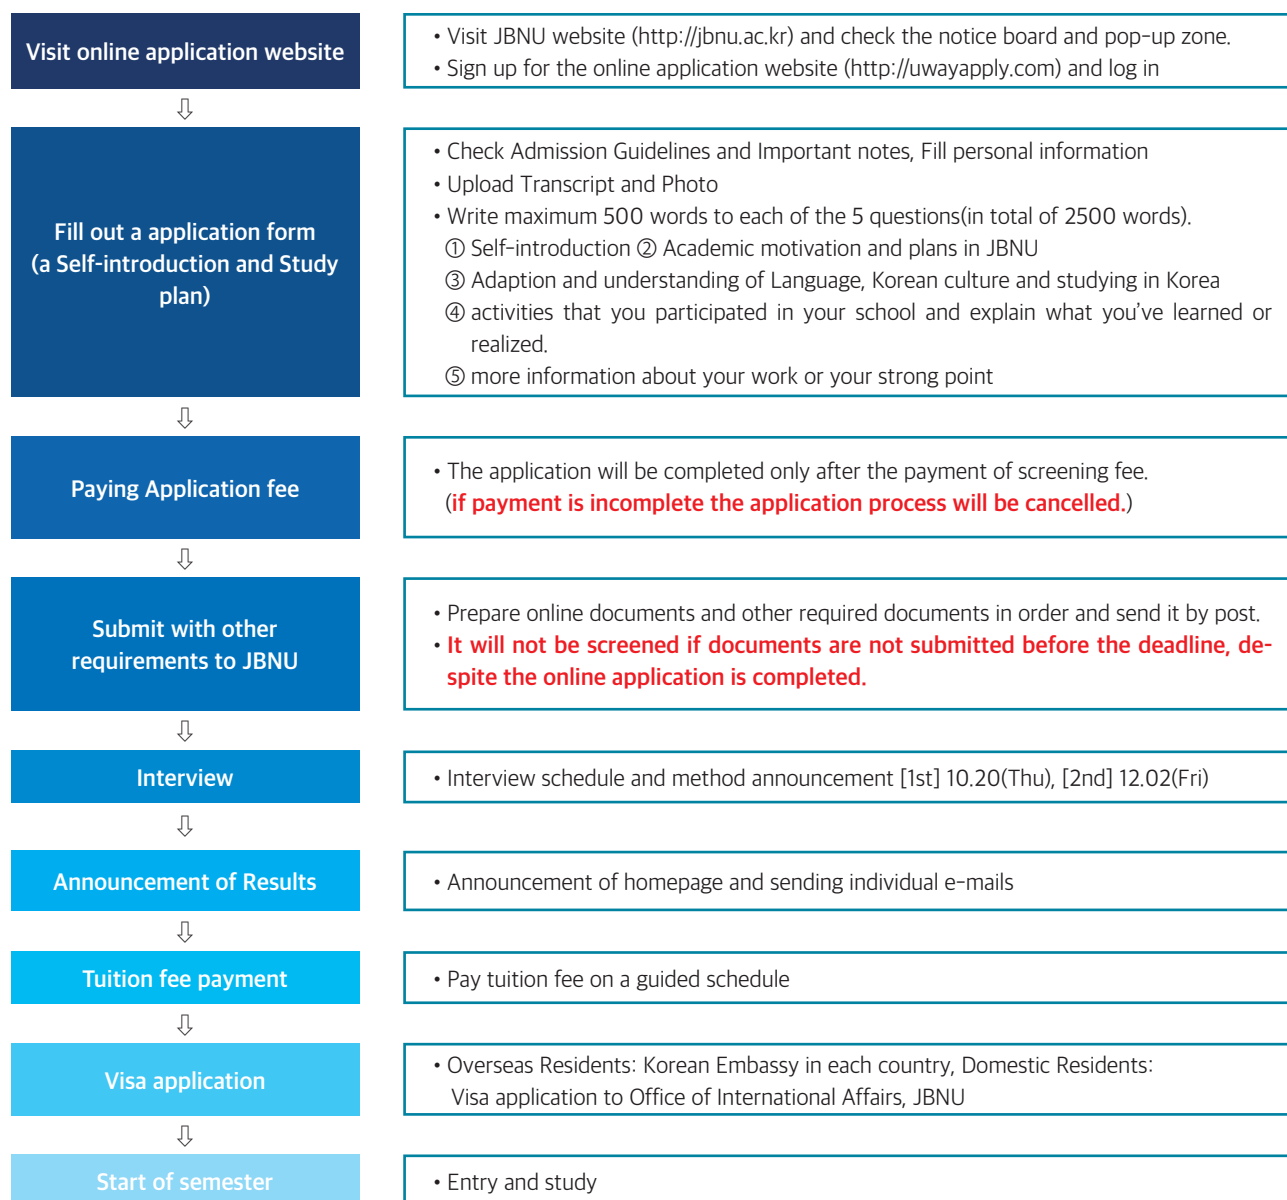 Visit online application website
• Visit JBNU website (http://jbnu.ac.kr) and check the notice board and pop-up zone.
• Sign up for the online application website (http://uwayapply.com) and log in
⇩
Fill out a application form
(a Self-introduction and Study
plan)
• Check Admission Guidelines and Important notes, Fill personal information
• Upload Transcript and Photo
• Write maximum 500 words to each of the 5 questions(in total of 2500 words).
① Self-introduction ② Academic motivation and plans in JBNU
③ Adaption and understanding of Language, Korean culture and studying in Korea
④ activities that you participated in your school and explain what you've learned or
realized.
⑤ more information about your work or your strong point
⇩
Paying Application fee
• The application will be completed only after the payment of screening fee.
(if payment is incomplete the application process will be cancelled.)
⇩
Submit with other
requirements to JBNU
• Prepare online documents and other required documents in order and send it by post.
• It will not be screened if documents are not submitted before the deadline, de-
spite the online application is completed.
⇩
Interview
• Interview schedule and method announcement [1st] 10.20(Thu), [2nd] 12.02(Fri)
⇩
Announcement of Results
• Announcement of homepage and sending individual e-mails
⇩
Tuition fee payment
• Pay tuition fee on a guided schedule
⇩
Visa application
• Overseas Residents: Korean Embassy in each country, Domestic Residents:
Visa application to Office of International Affairs, JBNU
⇩
Start of semester
• Entry and study